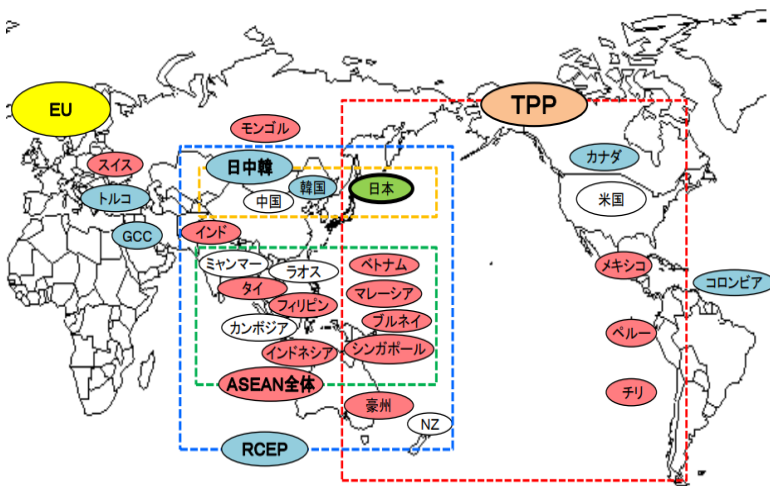 EU
TPP
モンゴル
スイス
日中韓
カナダ
トルコ
中国
韓国
日本
米国
GCC
インド
ミャンマー
ラオス
ベトナム
メキシコ
コロンビア
タイ
フィリピン
マレーシア
カンボジア
ブルネイ
インドネシア
シンガポール
ペルー
ASEAN全体
豪州
チリ
NZ
RCEP